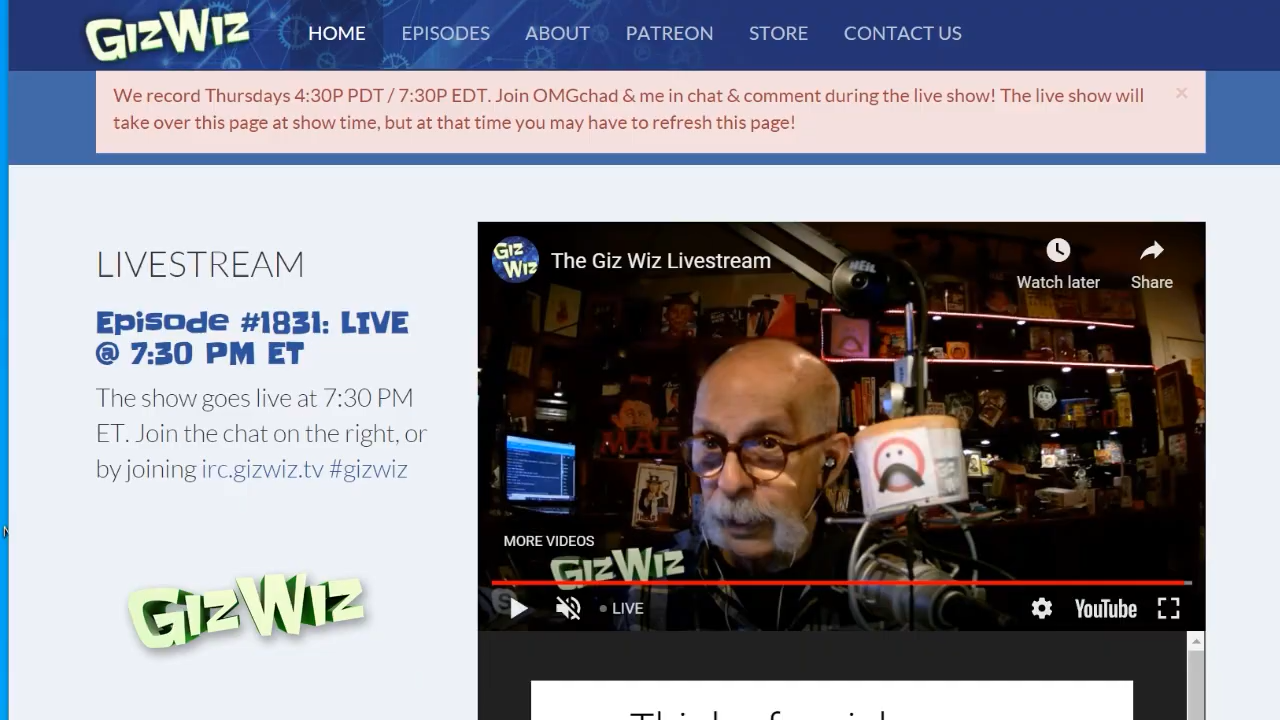 GizWiz
HOME EPISODES ABOUT PATREON STORE CONTACT US
We record Thursdays 4:30P PDT / 7:30P EDT. Join OMGchad & me in chat & comment during the live show! The live show will
take over this page at show time, but at that time you may have to refresh this page!
×
LIVESTREAM
Episode #1831: LIVE
@ 7:30 PM ET
The show goes live at 7:30 PM
ET. Join the chat on the right, or
by joining irc.gizwiz.tv #gizwiz
GizWiz
Giz
Wiz
The Giz Wiz Livestream
Watch later
Share
HEIL
MAD
MORE VIDEOS
GizWiz
LIVE
YouTube